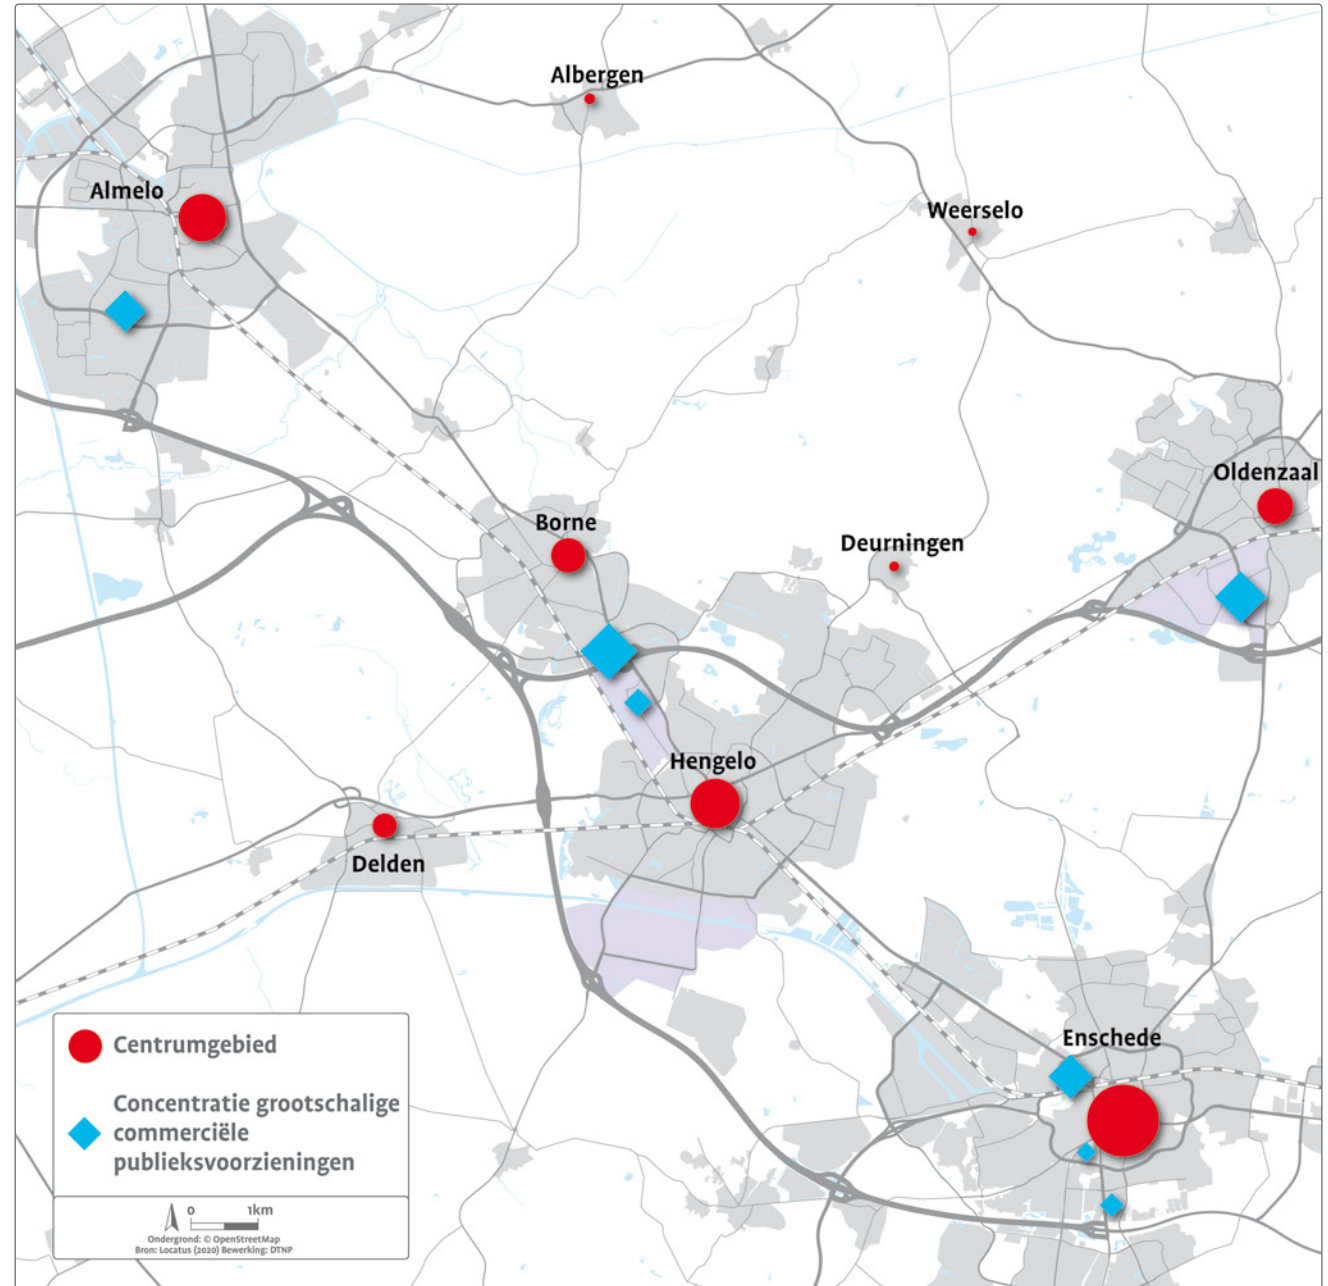 Albergen
Almelo
Weerselo
Oldenzaal
Borne
Deurningen
Hengelo
Delden
Enschede
Centrumgebied
Concentratie grootschalige
commerciële
publieksvoorzieningen
0 1km
Ondergrond: © OpenStreetMap
Bron: Locatus (2020) Bewerking: DTNP